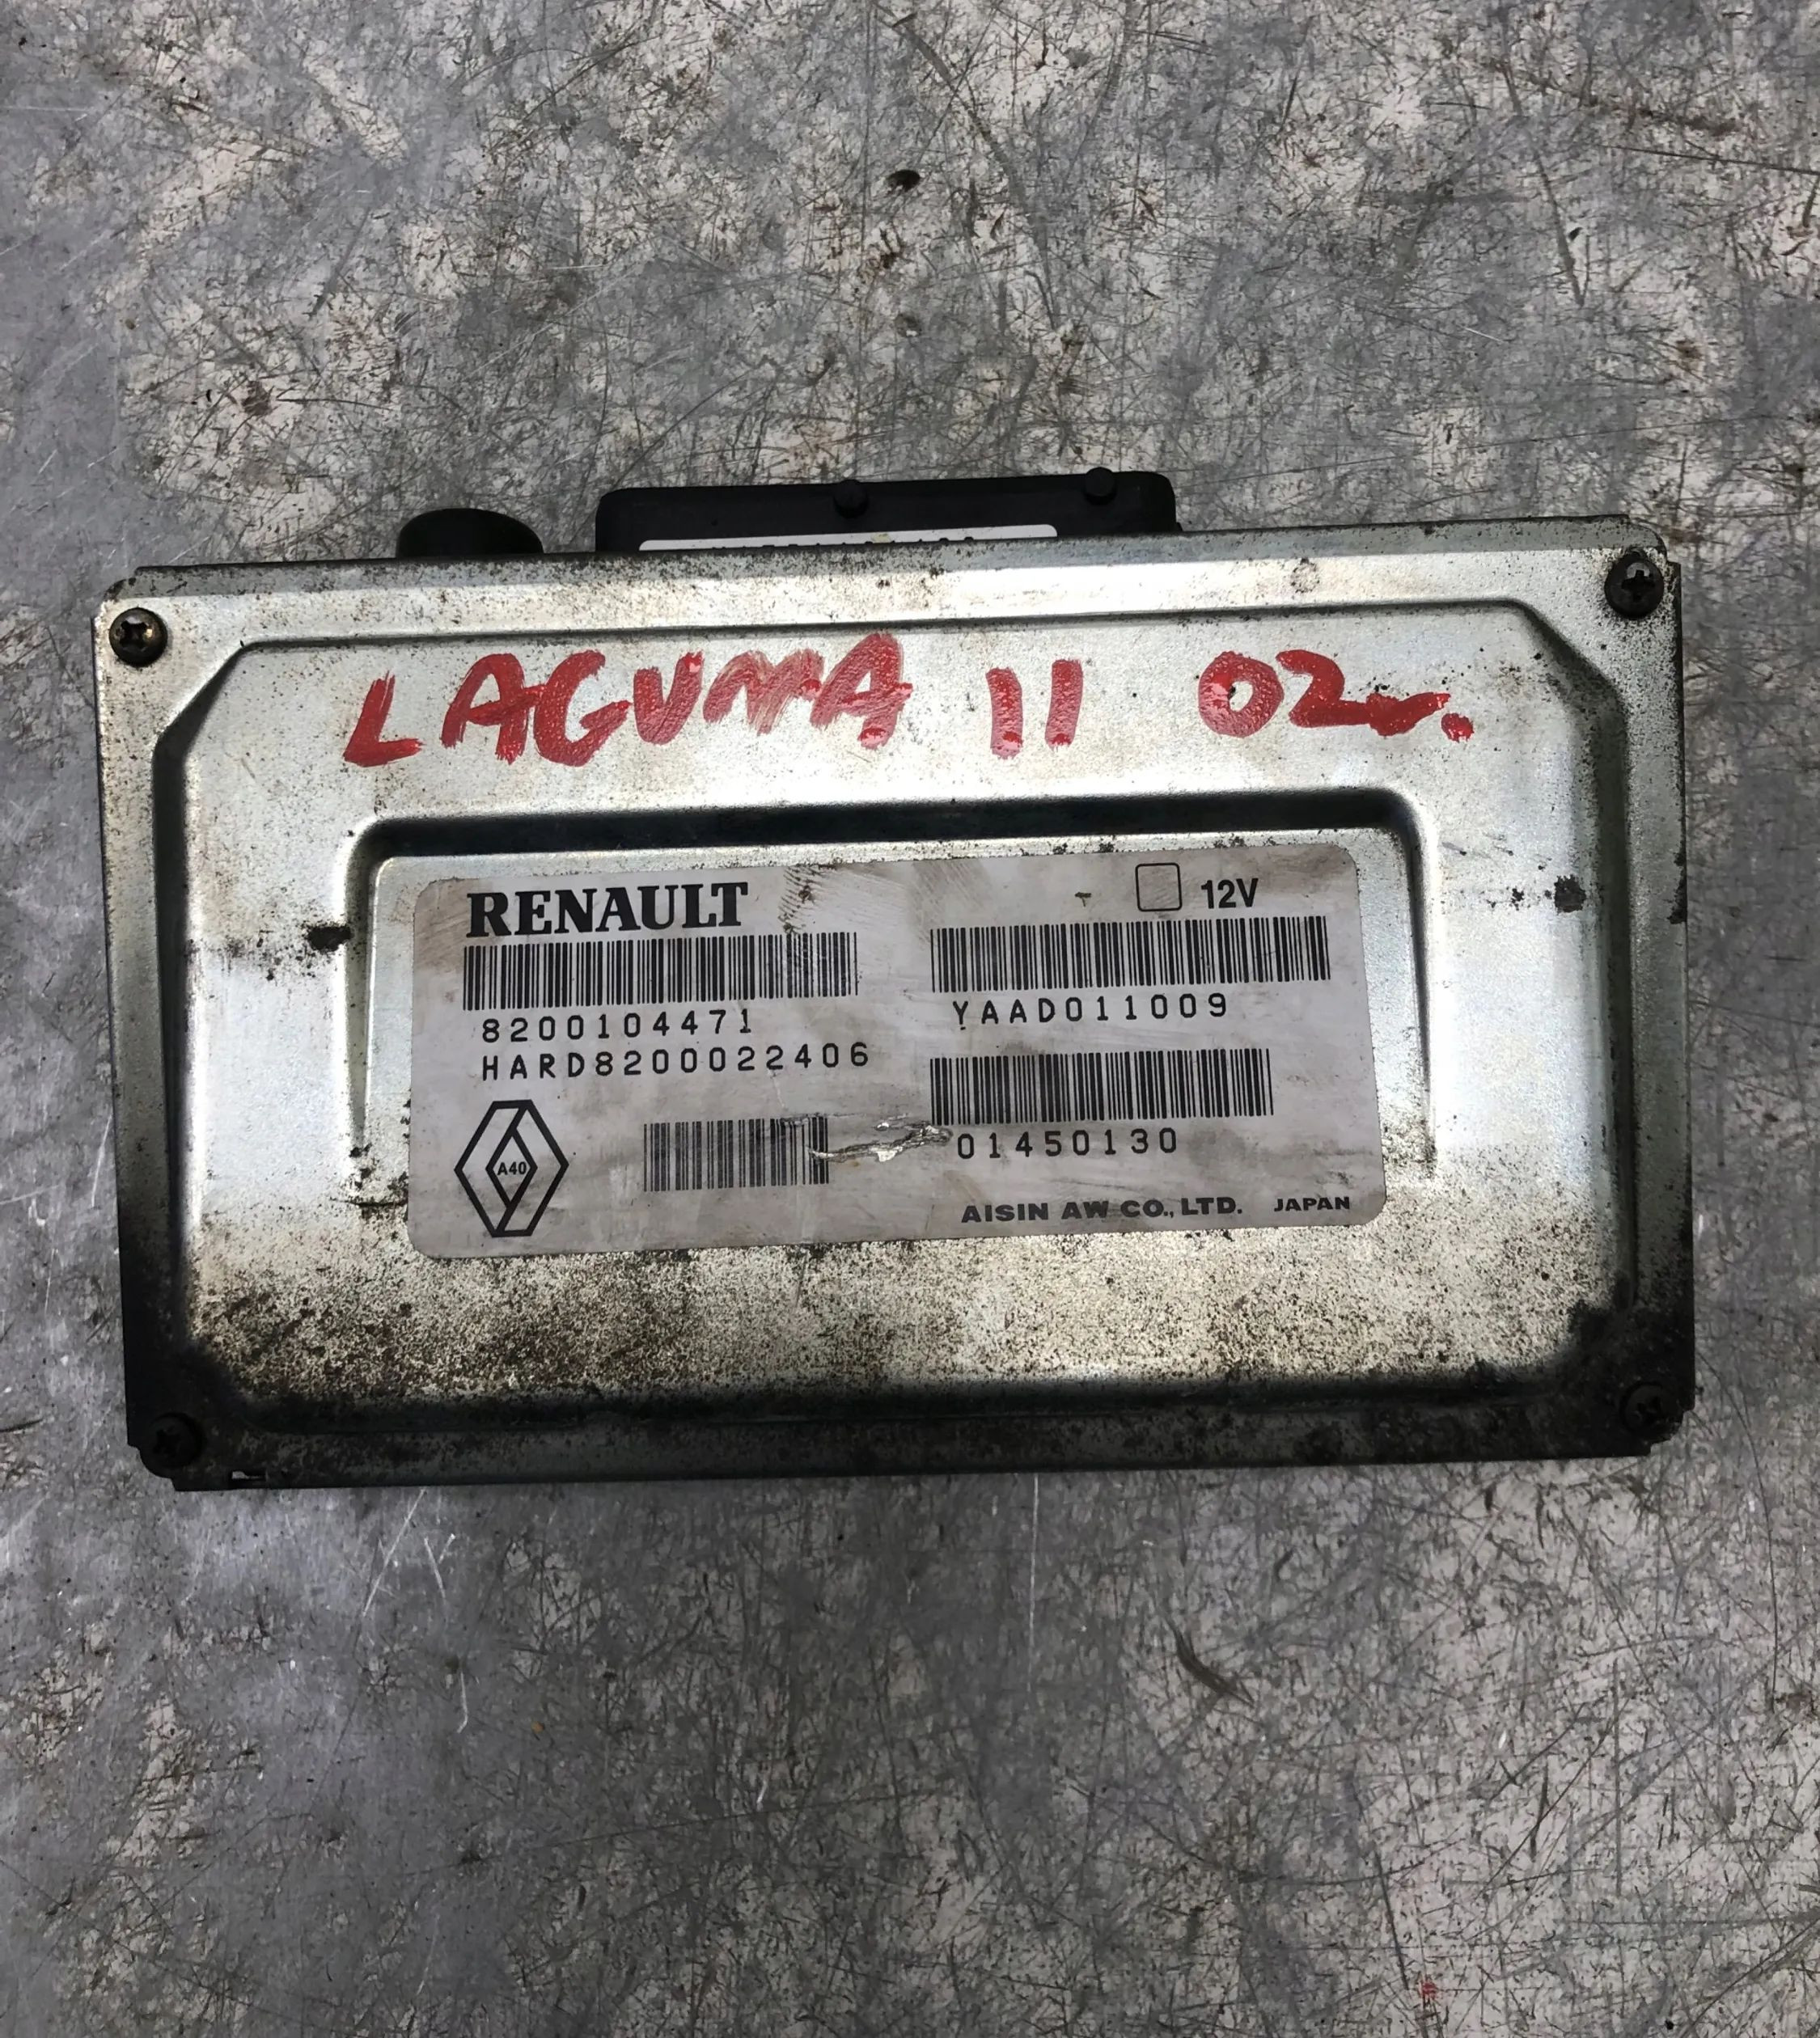 LAGUNA II 02r.
RENAULT
12V
8200104471
YAAD011009
HARD8200022406
01450130
A40
AISIN AW CO., LTD. JAPAN